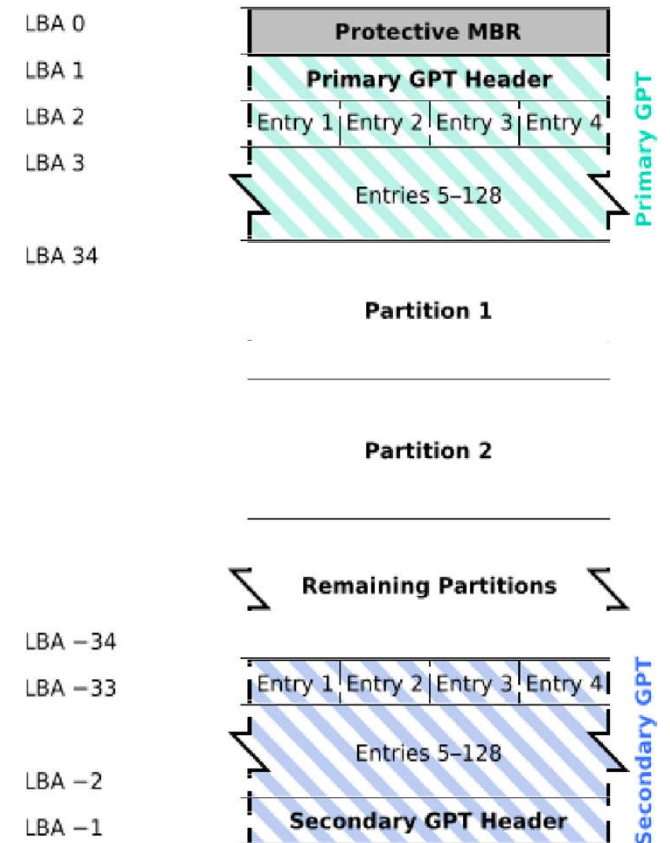 LBA 0
Protective MBR
LBA 1
Primary GPT Header
LBA 2
Entry 1 Entry 2 Entry 3 Entry 4
LBA 3
Entries 5–128
Primary GPT
LBA 34
Partition 1
Partition 2
Remaining Partitions
LBA −34
LBA −33
Entry 1 Entry 2 Entry 3 Entry 4
Entries 5–128
LBA −2
LBA −1
Secondary GPT Header
Secondary GPT